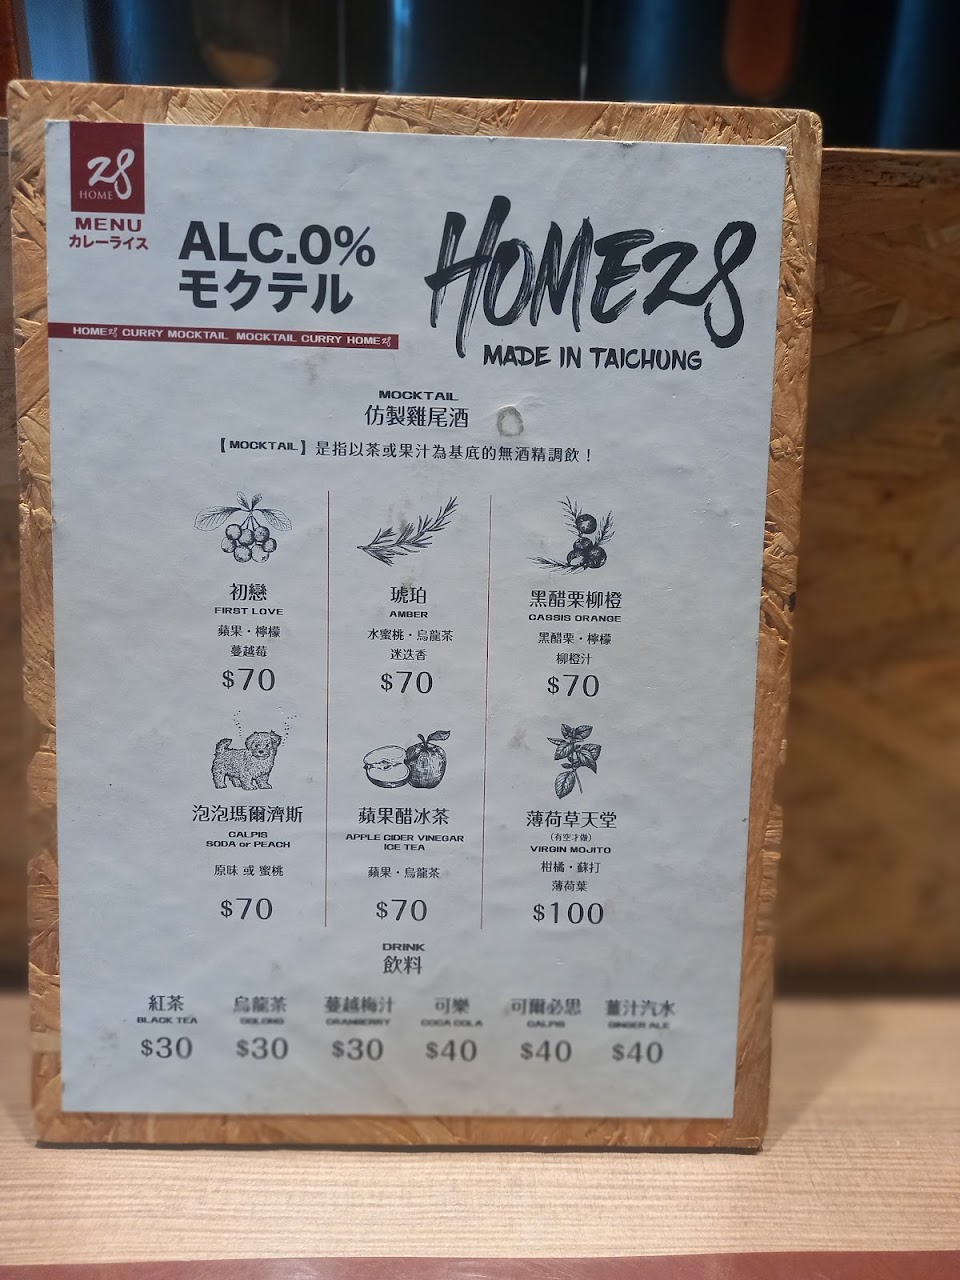 28
HOME
MENU
カレーライス
ALC.0%
モクテル
HOME28 CURRY MOCKTAIL MOCKTAIL CURRY HOME28
HOME28
MADE IN TAICHUNG
MOCKTAIL
仿製雞尾酒
【MOCKTAIL】是指以茶或果汁為基底的無酒精調飲！
初戀
FIRST LOVE
蘋果・檸檬
蔓越莓
$70
琥珀
AMBER
水蜜桃・烏龍茶
迷迭香
$70
黑醋栗柳橙
CASSIS ORANGE
黑醋栗・檸檬
柳橙汁
$70
泡泡瑪爾濟斯
CALPIS
SODA or PEACH
原味 或 蜜桃
$70
蘋果醋冰茶
APPLE CIDER VINEGAR
ICE TEA
蘋果・烏龍茶
$70
薄荷草天堂
(有空才做)
VIRGIN MOJITO
柑橘・蘇打
薄荷葉
$100
DRINK
飲料
紅茶 烏龍茶 蔓越梅汁 可樂 可爾必思 薑汁汽水
BLACK TEA OOLONG CRANBERRY COCA COLA CALPIS GINGER ALE
$30 $30 $30 $40 $40 $40